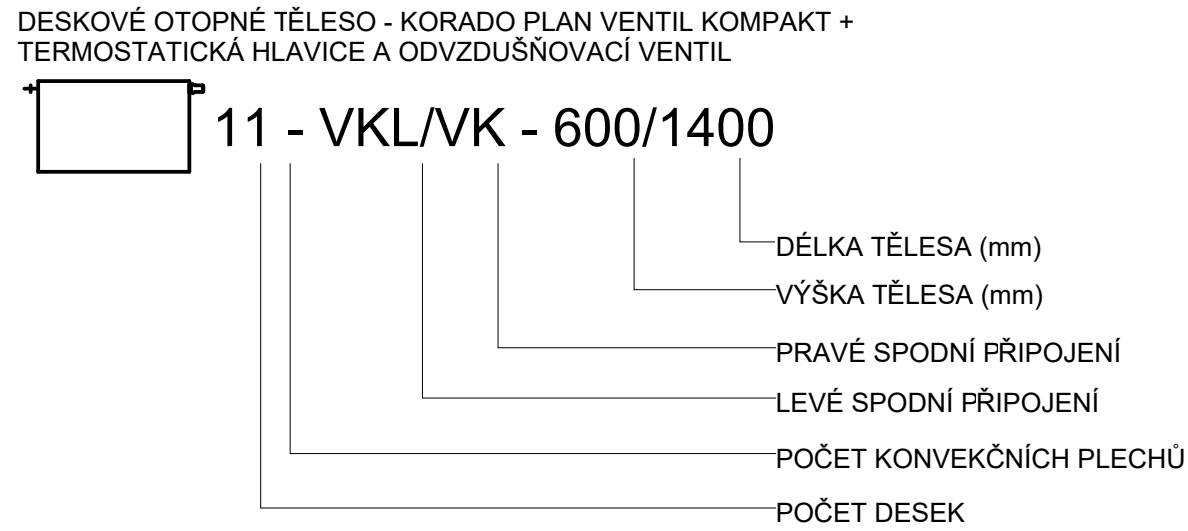 DESKOVÉ OTOPNÉ TĚLESO - KORADO PLAN VENTIL KOMPAKT +
TERMOSTATICKÁ HLAVICE A ODVZDUŠŇOVACÍ VENTIL
11 - VKL/VK - 600/1400
DÉLKA TĚLESA (mm)
VÝŠKA TĚLESA (mm)
PRAVÉ SPODNÍ PŘIPOJENÍ
LEVÉ SPODNÍ PŘIPOJENÍ
POČET KONVEKČNÍCH PLECHŮ
POČET DESEK